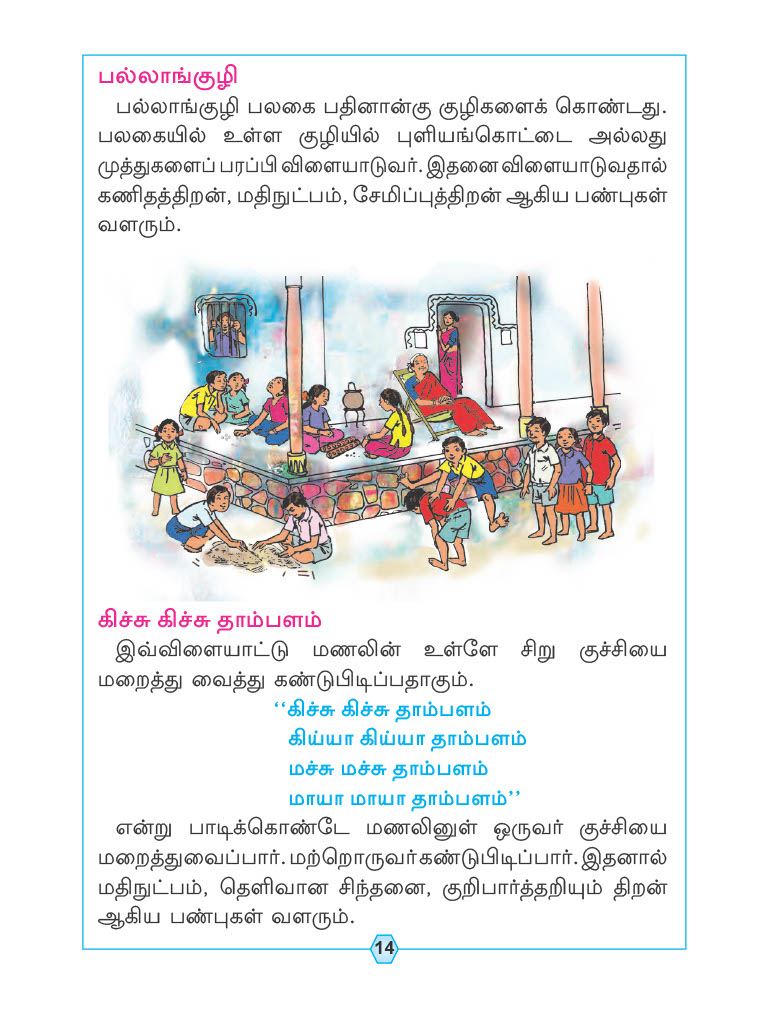 பல்லாங்குழி
பல்லாங்குழி பலகை பதினான்கு குழிகளைக் கொண்டது.
பலகையில் உள்ள குழியில் புளியங்கொட்டை அல்லது
முத்துகளைப் பரப்பி விளையாடுவர். இதனை விளையாடுவதால்
கணிதத்திறன், மதிநுட்பம், சேமிப்புத்திறன் ஆகிய பண்புகள்
வளரும்.
கிச்சு கிச்சு தாம்பளம்
இவ்விளையாட்டு மணலின் உள்ளே சிறு குச்சியை
மறைத்து வைத்து கண்டுபிடிப்பதாகும்.
‘‘கிச்சு கிச்சு தாம்பளம்
கிய்யா கிய்யா தாம்பளம்
மச்சு மச்சு தாம்பளம்
மாயா மாயா தாம்பளம்’’
என்று பாடிக்கொண்டே மணலினுள் ஒருவர் குச்சியை
மறைத்துவைப்பார். மற்றொருவர் கண்டுபிடிப்பார். இதனால்
மதிநுட்பம், தெளிவான சிந்தனை, குறிபார்த்தறியும் திறன்
ஆகிய பண்புகள் வளரும்.
14